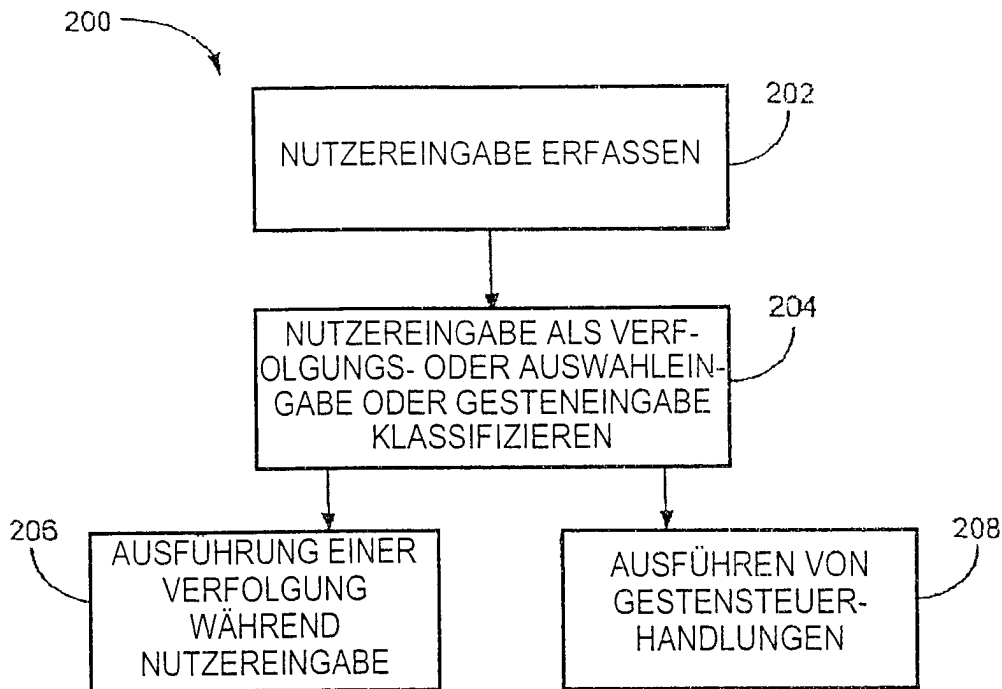 200
202
NUTZEREINGABE ERFASSEN
204
NUTZEREINGABE ALS VERF-
OLGUNGS- ODER AUSWAHLEIN-
GABE ODER GESTENEINGABE
KLASSIFIZIEREN
206
AUSFÜHRUNG EINER
VERFOLGUNG
WÄHREND
NUTZEREINGABE
208
AUSFÜHREN VON
GESTENSTEUER-
HANDLUNGEN